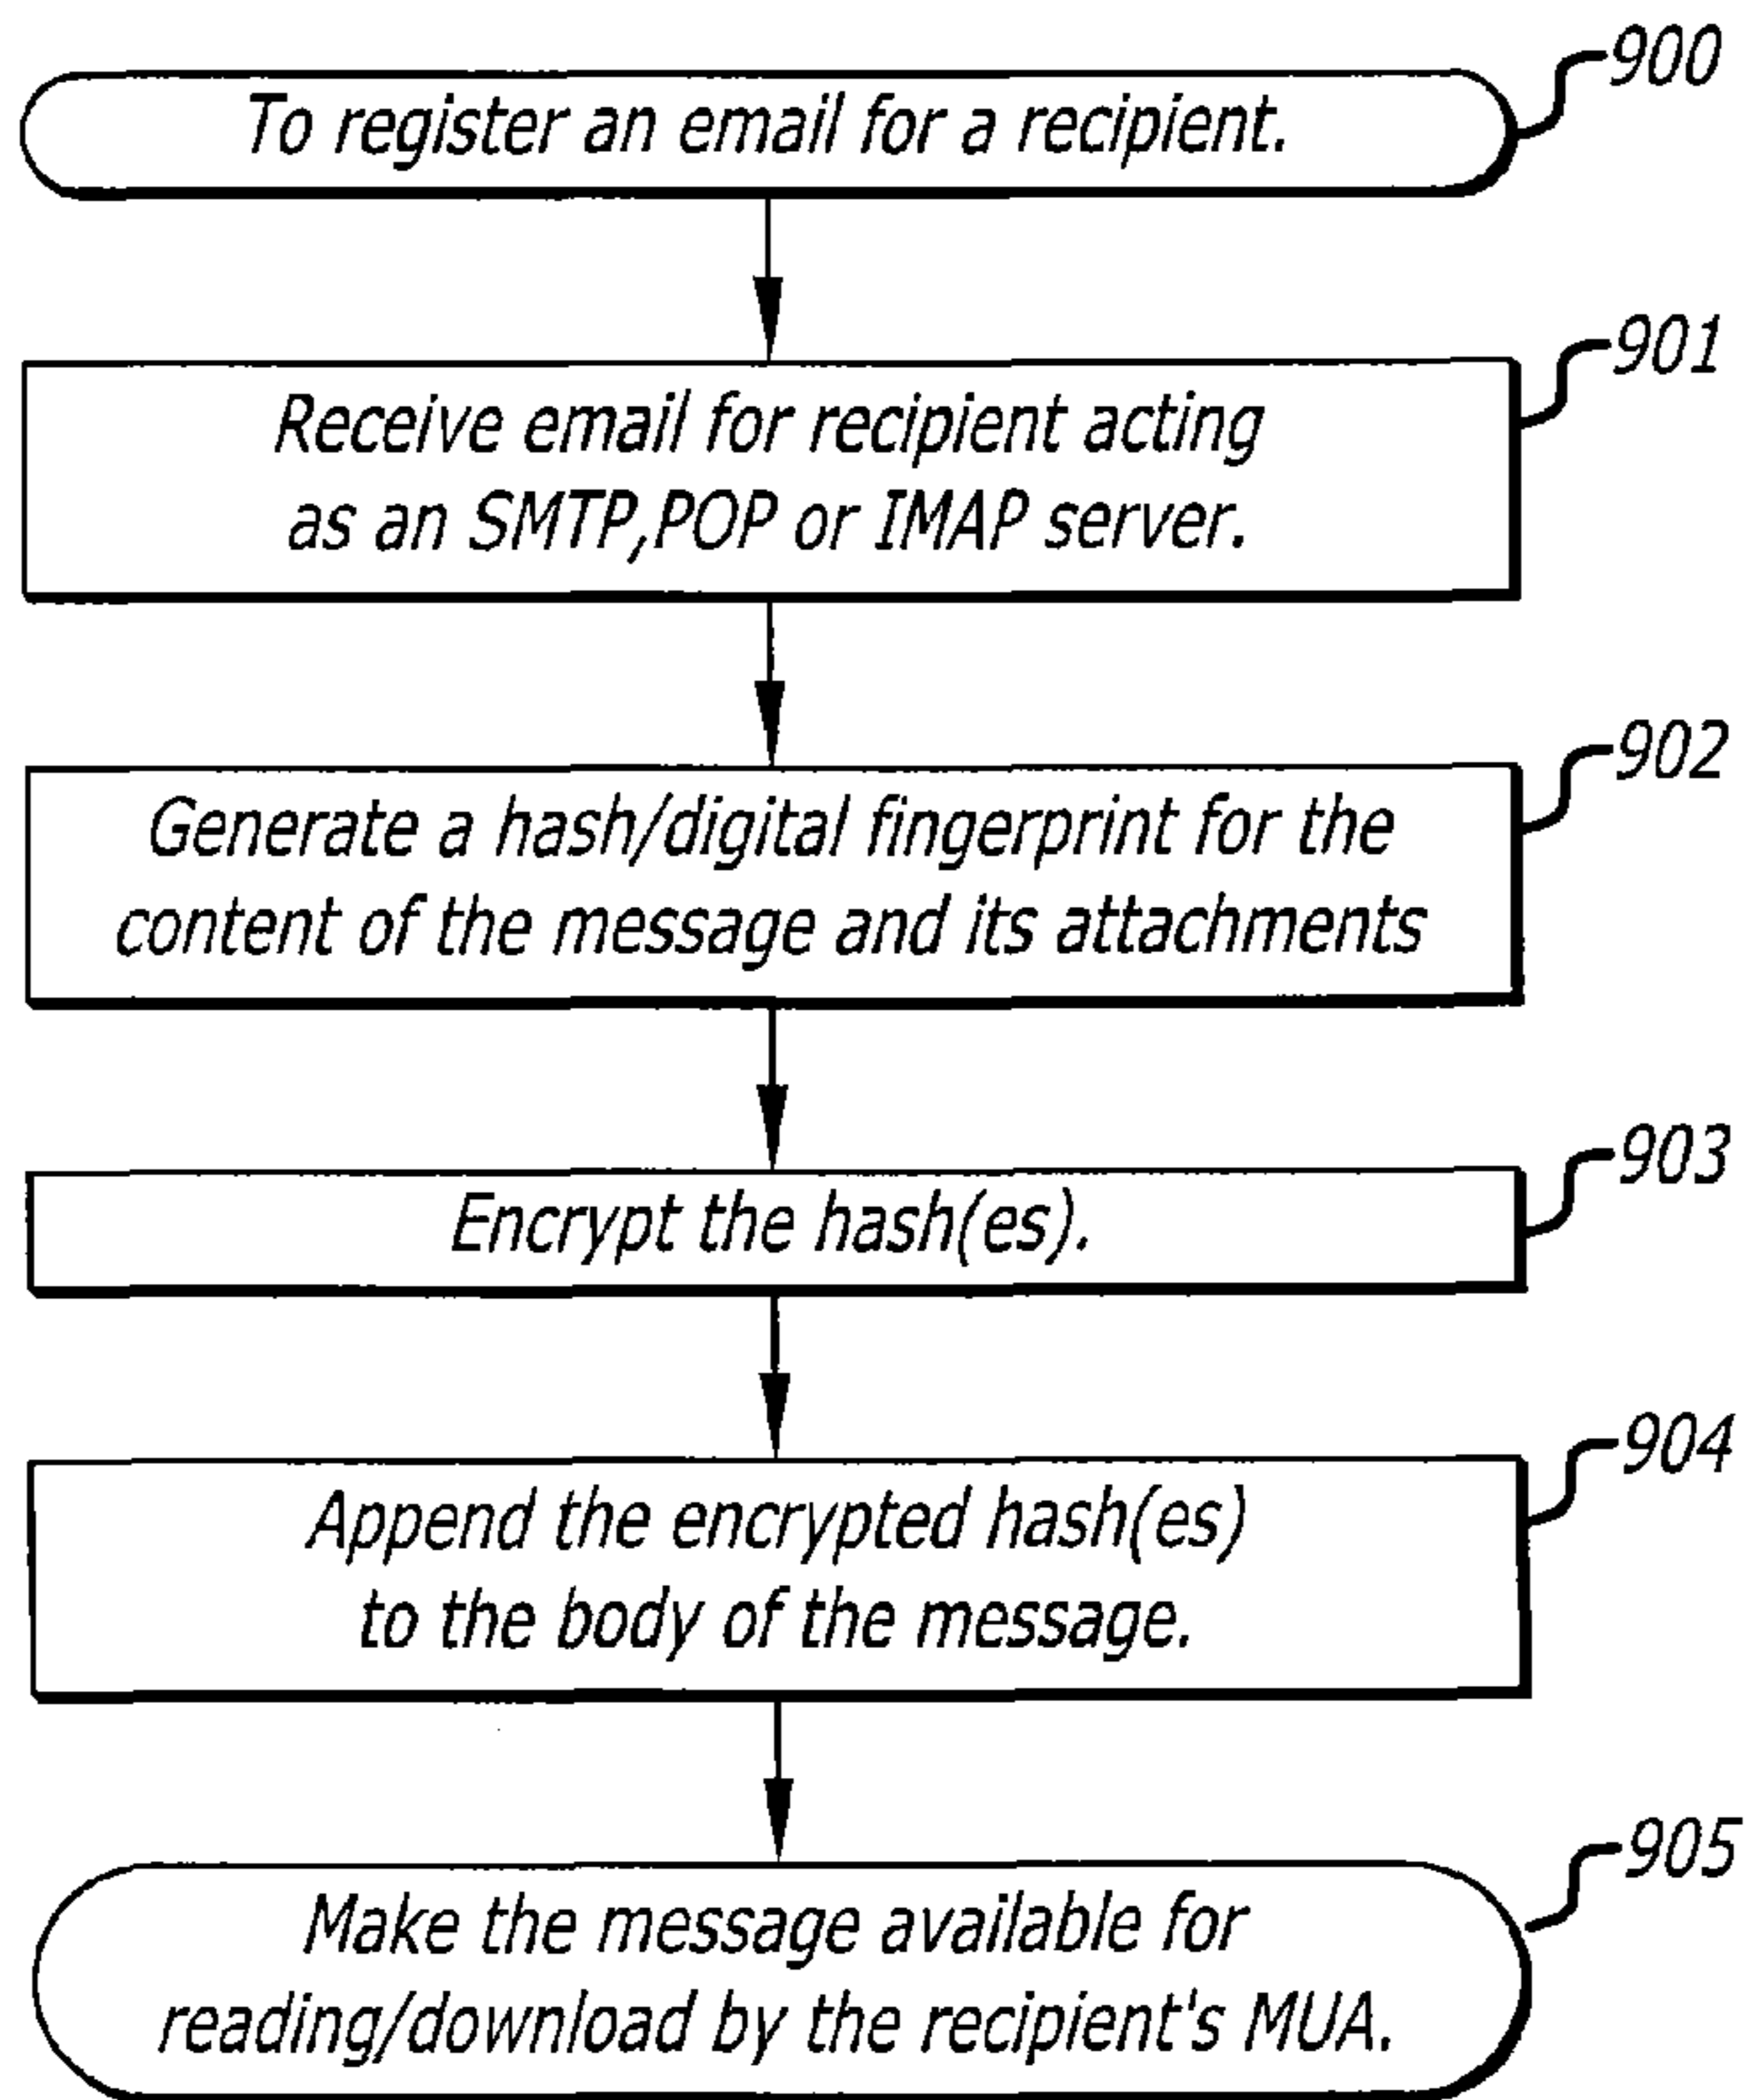 900
To register an email for a recipient.
901
Receive email for recipient acting
as an SMTP,POP or IMAP server.
902
Generate a hash/digital fingerprint for the
content of the message and its attachments
903
Encrypt the hash(es).
904
Append the encrypted hash(es)
to the body of the message.
905
Make the message available for
reading/download by the recipient's MUA.